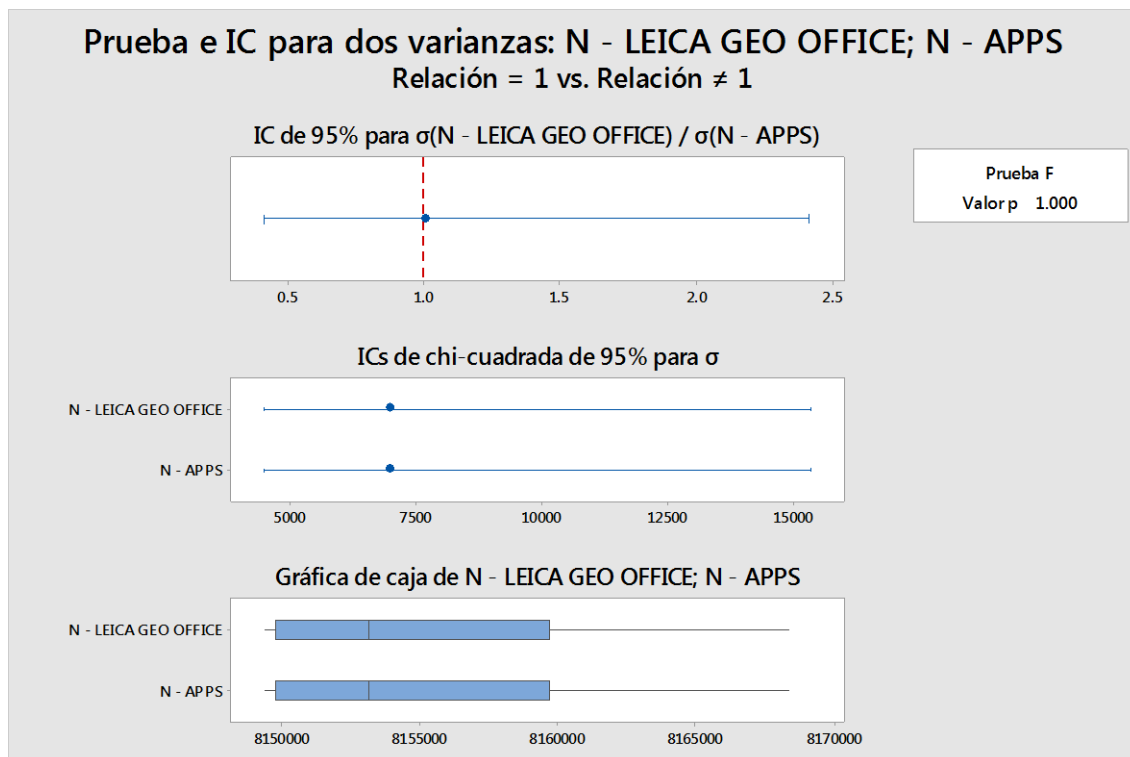 Prueba e IC para dos varianzas: N - LEICA GEO OFFICE; N - APPS
Relación = 1 vs. Relación ≠ 1
IC de 95% para σ(N - LEICA GEO OFFICE) / σ(N - APPS)
Prueba F
Valor p 1.000
0.5 1.0 1.5 2.0 2.5
ICs de chi-cuadrada de 95% para σ
N - LEICA GEO OFFICE
N - APPS
5000 7500 10000 12500 15000
Gráfica de caja de N - LEICA GEO OFFICE; N - APPS
N - LEICA GEO OFFICE
N - APPS
8150000 8155000 8160000 8165000 8170000